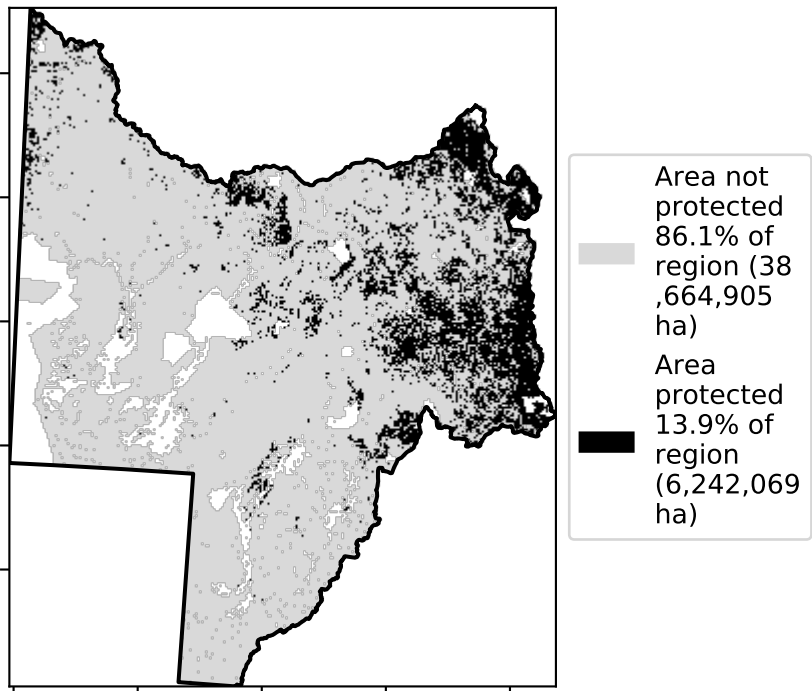 Area not
protected
86.1% of
region (38
,664,905
ha)
Area
protected
13.9% of
region
(6,242,069
ha)